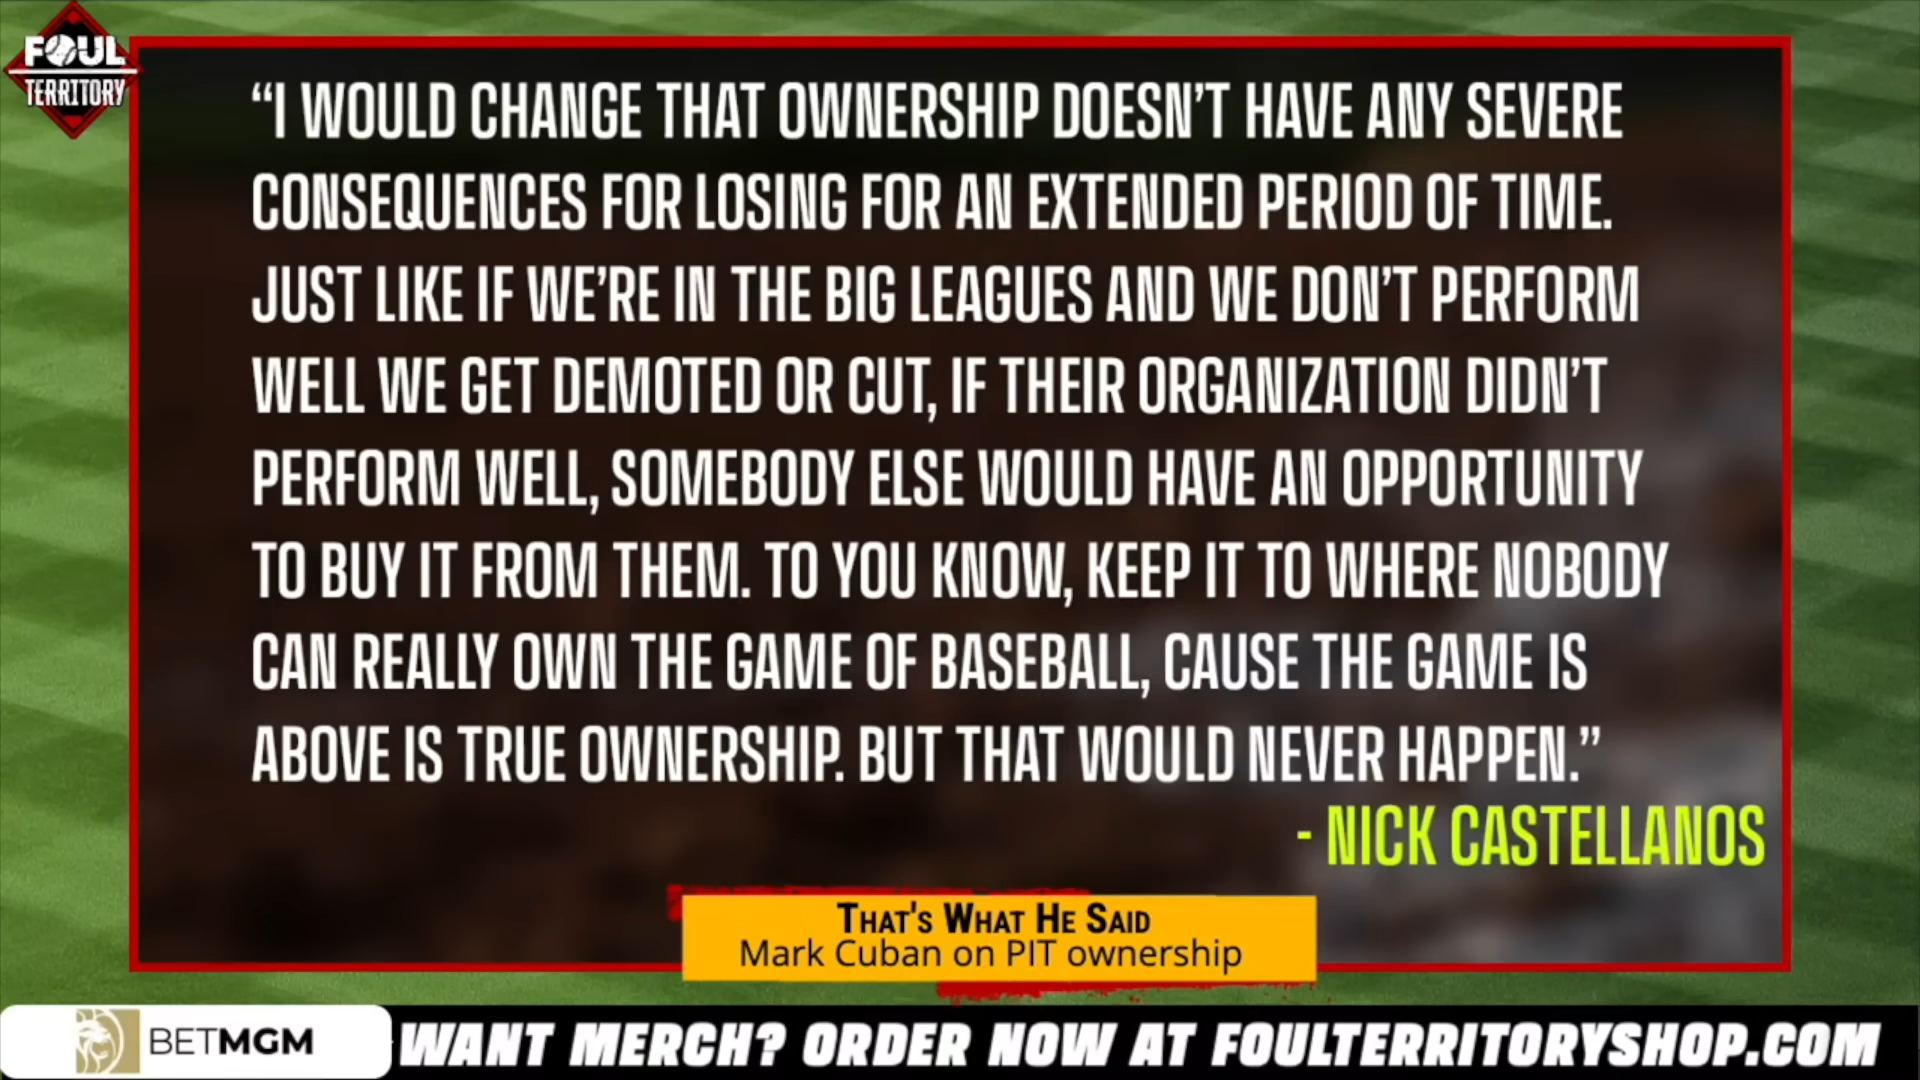 FOUL
TERRITORY
“I WOULD CHANGE THAT OWNERSHIP DOESN’T HAVE ANY SEVERE
CONSEQUENCES FOR LOSING FOR AN EXTENDED PERIOD OF TIME.
JUST LIKE IF WE’RE IN THE BIG LEAGUES AND WE DON’T PERFORM
WELL WE GET DEMOTED OR CUT, IF THEIR ORGANIZATION DIDN’T
PERFORM WELL, SOMEBODY ELSE WOULD HAVE AN OPPORTUNITY
TO BUY IT FROM THEM. TO YOU KNOW, KEEP IT TO WHERE NOBODY
CAN REALLY OWN THE GAME OF BASEBALL, CAUSE THE GAME IS
ABOVE IS TRUE OWNERSHIP. BUT THAT WOULD NEVER HAPPEN.”
- NICK CASTELLANOS
THAT'S WHAT HE SAID
Mark Cuban on PIT ownership
BETMGM
WANT MERCH? ORDER NOW AT FOULTERRITORYSHOP.COM